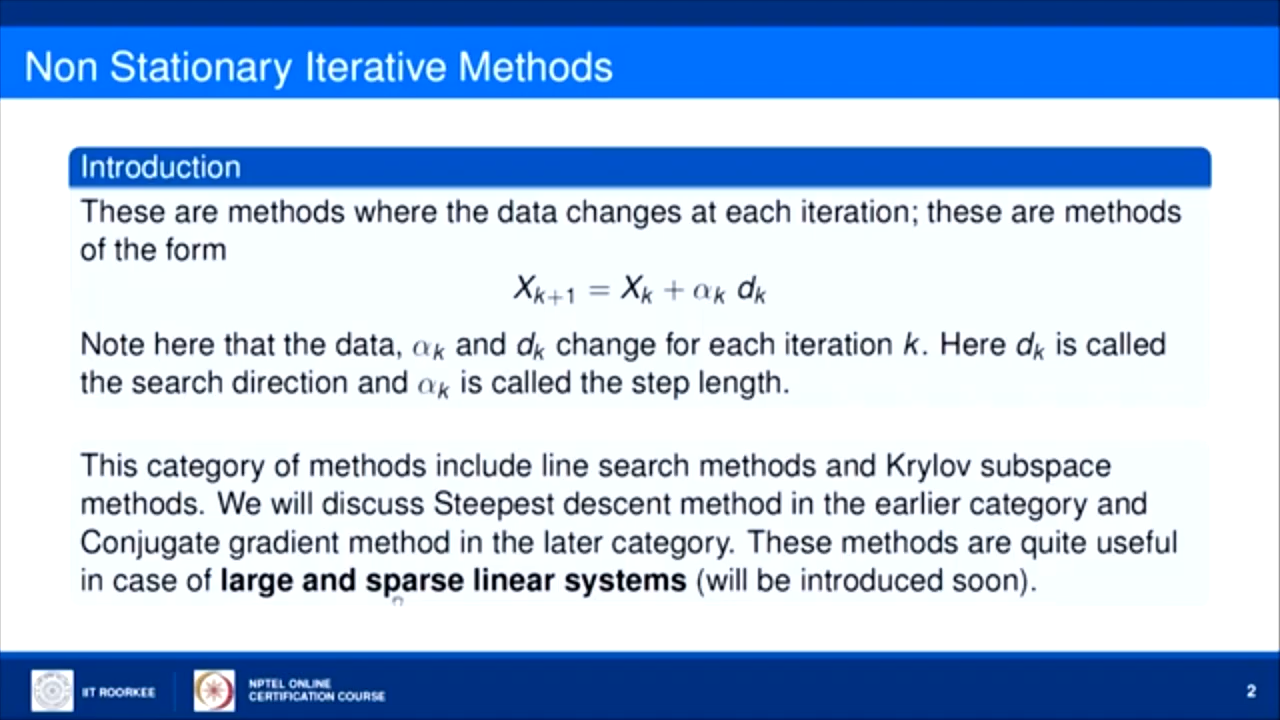 Non Stationary Iterative Methods
Introduction
These are methods where the data changes at each iteration; these are methods
of the form
X_{k+1} = X_k + α_k d_k
Note here that the data, α_k and d_k change for each iteration k. Here d_k is called
the search direction and α_k is called the step length.
This category of methods include line search methods and Krylov subspace
methods. We will discuss Steepest descent method in the earlier category and
Conjugate gradient method in the later category. These methods are quite useful
in case of large and sparse linear systems (will be introduced soon).
IIT ROORKEE
NPTEL ONLINE
CERTIFICATION COURSE
2